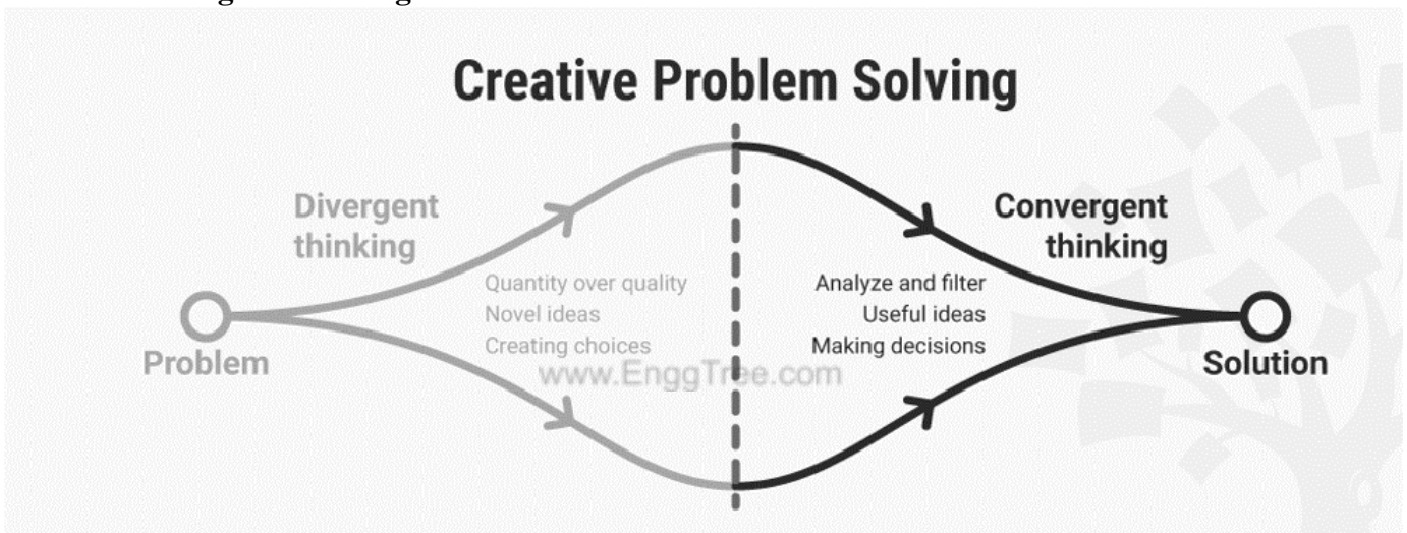 Creative Problem Solving
Divergent
thinking
Quantity over quality
Novel ideas
Creating choices
Problem
Convergent
thinking
Analyze and filter
Useful ideas
Making decisions
Solution
www.EnggTree.com